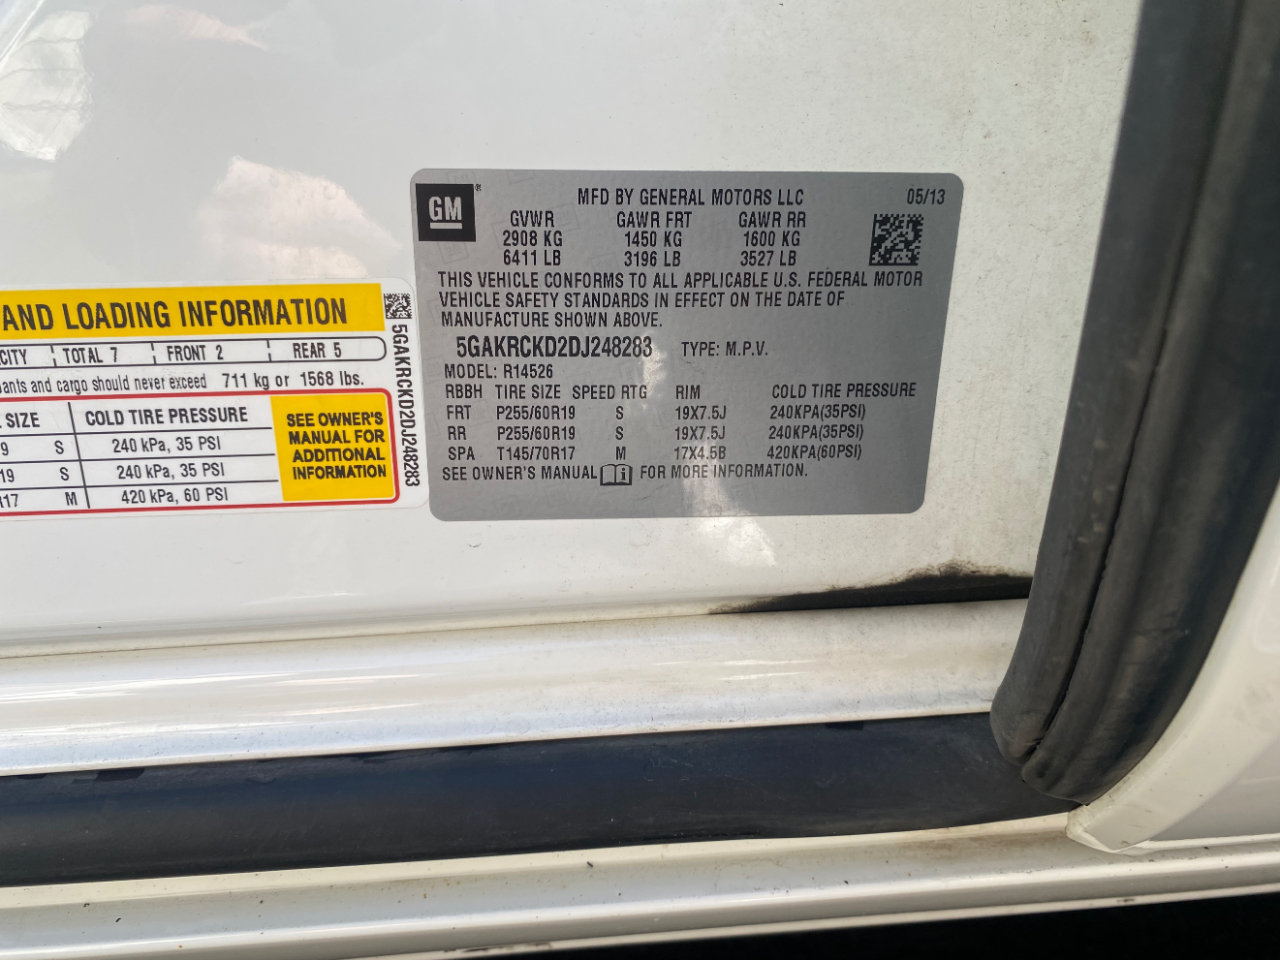 GM
®
MFD BY GENERAL MOTORS LLC 05/13
GVWR GAWR FRT GAWR RR
2908 KG 1450 KG 1600 KG
6411 LB 3196 LB 3527 LB
THIS VEHICLE CONFORMS TO ALL APPLICABLE U.S. FEDERAL MOTOR
VEHICLE SAFETY STANDARDS IN EFFECT ON THE DATE OF
MANUFACTURE SHOWN ABOVE.
5GAKRCKD2DJ248283 TYPE: M.P.V.
MODEL: R14526
RBBH TIRE SIZE SPEED RTG RIM COLD TIRE PRESSURE
FRT P255/60R19 S 19X7.5J 240KPA(35PSI)
RR P255/60R19 S 19X7.5J 240KPA(35PSI)
SPA T145/70R17 M 17X4.5B 420KPA(60PSI)
SEE OWNER'S MANUAL i FOR MORE INFORMATION.
AND LOADING INFORMATION
CITY TOTAL 7 FRONT 2 REAR 5
pants and cargo should never exceed 711 kg or 1568 lbs.
SIZE COLD TIRE PRESSURE
9 S 240 kPa, 35 PSI
19 S 240 kPa, 35 PSI
R17 M 420 kPa, 60 PSI
SEE OWNER'S
MANUAL FOR
ADDITIONAL
INFORMATION
5GAKRCKD2DJ248283